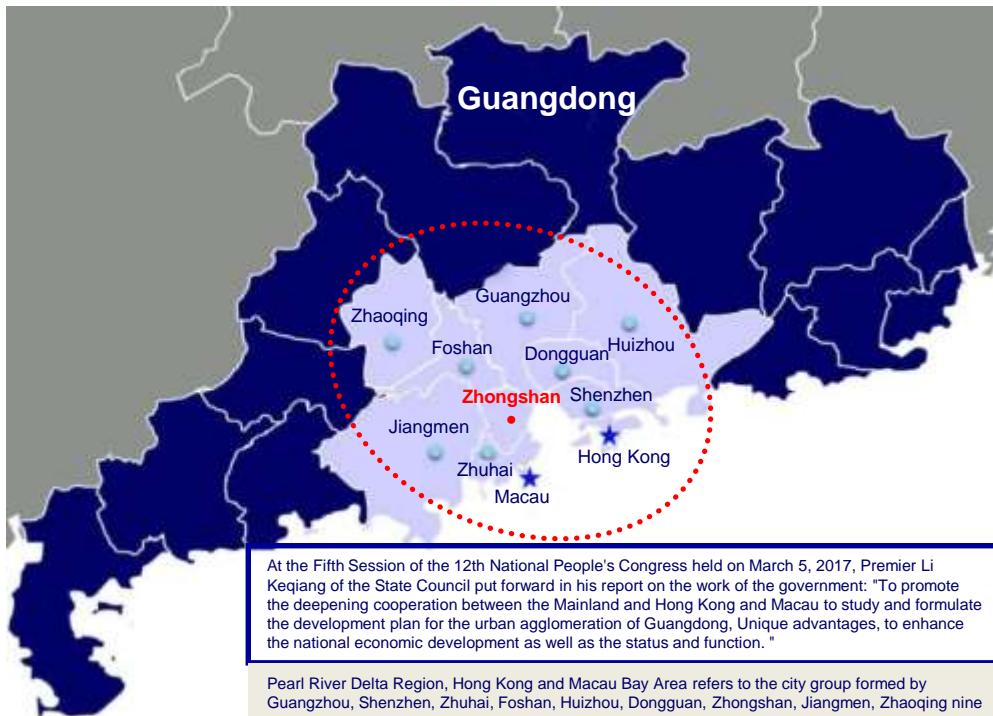 Guangdong
Guangzhou
Zhaoqing
Foshan
Dongguan
Huizhou
Zhongshan
Shenzhen
Jiangmen
Zhuhai
Hong Kong
Macau
At the Fifth Session of the 12th National People's Congress held on March 5, 2017, Premier Li
Keqiang of the State Council put forward in his report on the work of the government: "To promote
the deepening cooperation between the Mainland and Hong Kong and Macau to study and formulate
the development plan for the urban agglomeration of Guangdong, Unique advantages, to enhance
the national economic development as well as the status and function. "
Pearl River Delta Region, Hong Kong and Macau Bay Area refers to the city group formed by
Guangzhou, Shenzhen, Zhuhai, Foshan, Huizhou, Dongguan, Zhongshan, Jiangmen, Zhaoqing nine